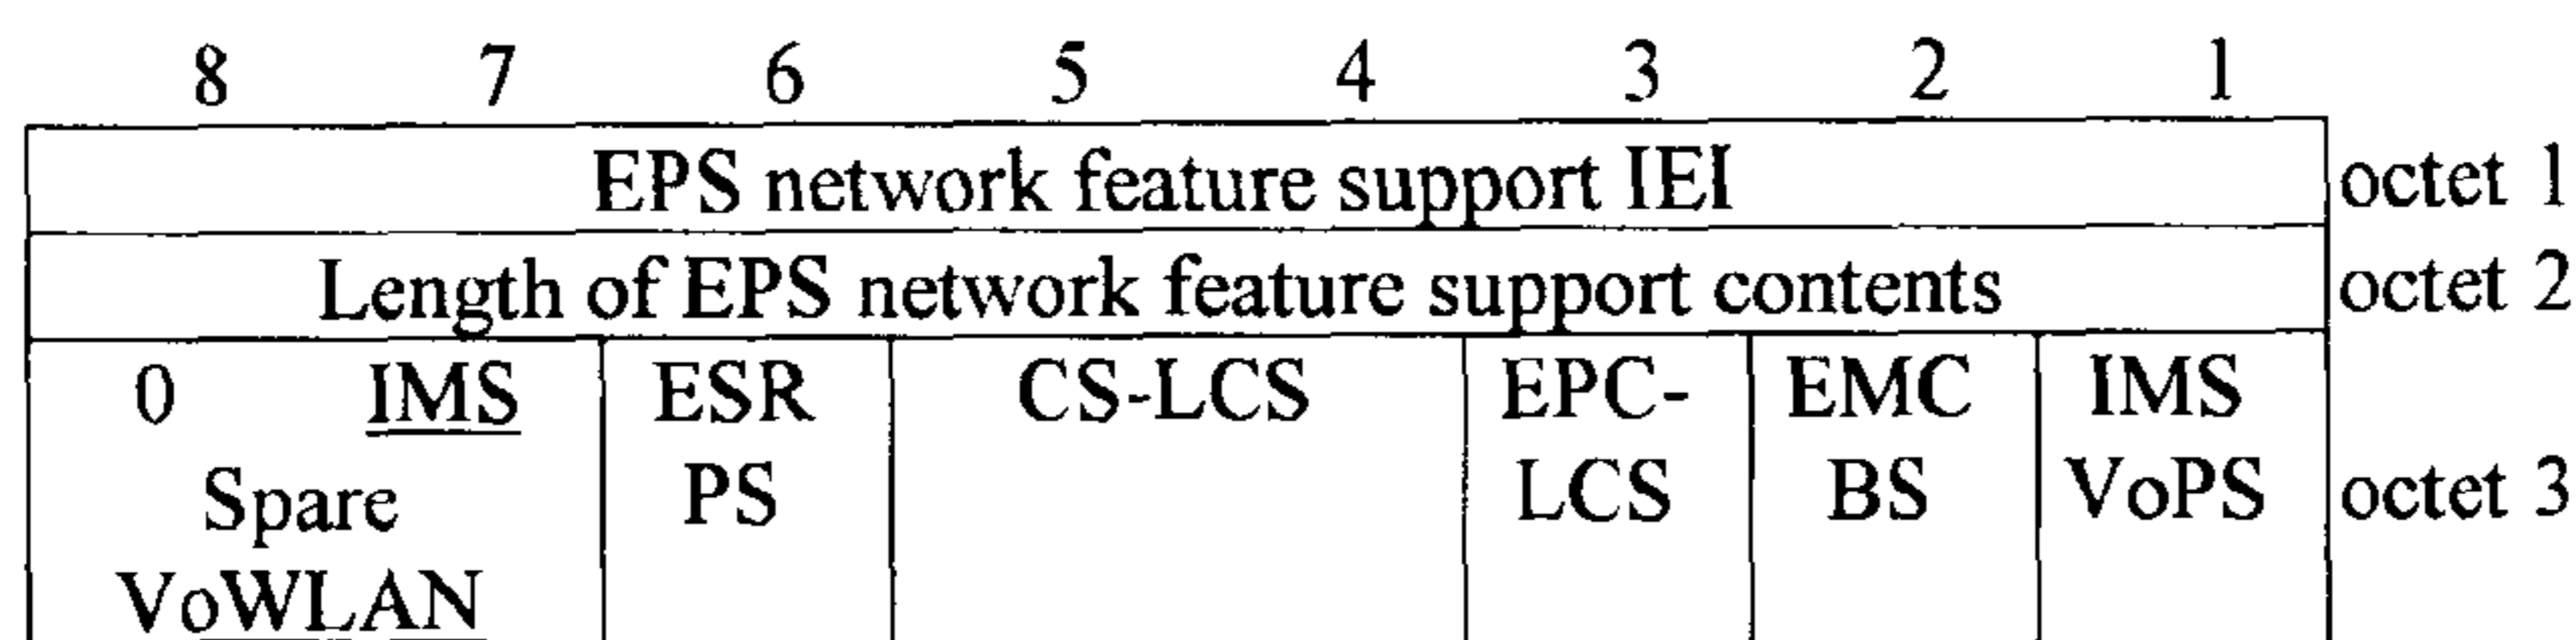 8 7 6 5 4 3 2 1
EPS network feature support IEI octet 1
Length of EPS network feature support contents octet 2
0 IMS ESR CS-LCS EPC- EMC IMS
Spare PS LCS BS VoPS octet 3
VoWLAN